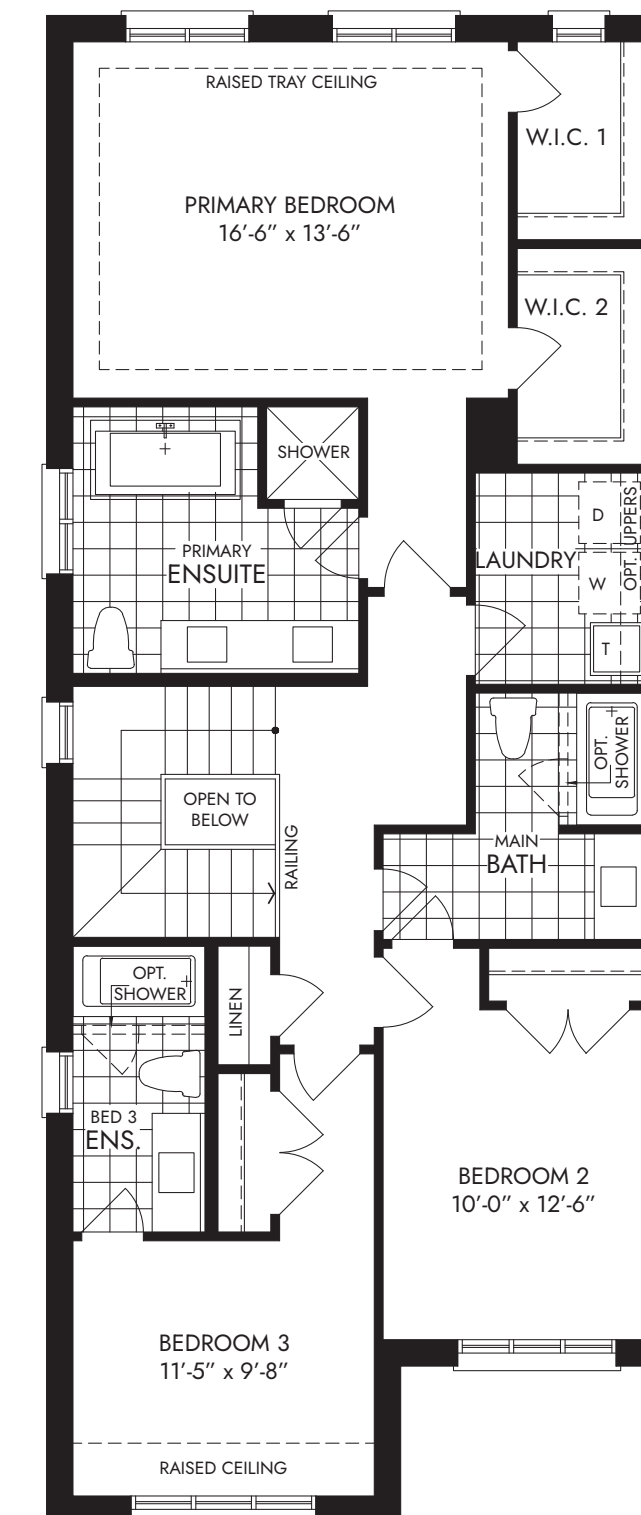 RAISED TRAY CEILING
W.I.C. 1
PRIMARY BEDROOM
16’-6” x 13’-6”
W.I.C. 2
SHOWER
D
OPT. UPPERS
PRIMARY
ENSUITE
LAUNDRY
W
T
OPT.
SHOWER
OPEN TO
BELOW
RAILING
MAIN
BATH
OPT.
SHOWER
LINEN
BED 3
ENS.
BEDROOM 2
10’-0” x 12’-6”
BEDROOM 3
11’-5” x 9’-8”
RAISED CEILING